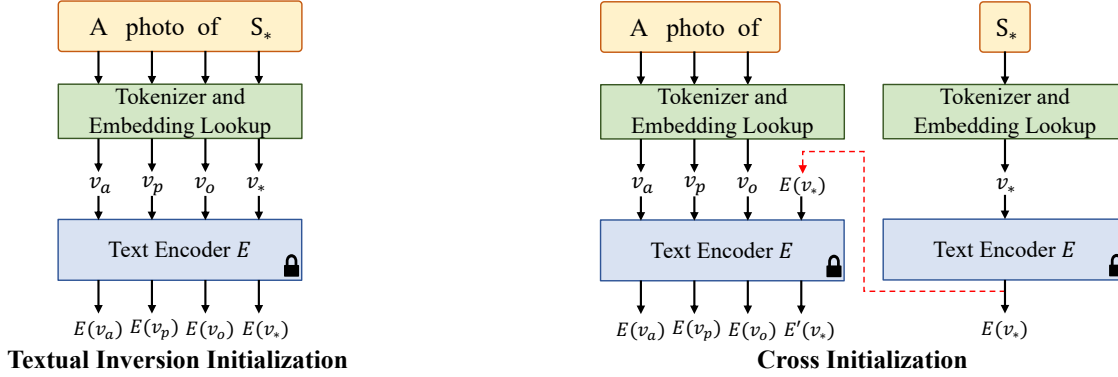 A photo of S*
Tokenizer and
Embedding Lookup
v_a v_p v_o v_*
Text Encoder E
E(v_a) E(v_p) E(v_o) E(v_*)
Textual Inversion Initialization
A photo of
Tokenizer and
Embedding Lookup
v_a v_p v_o E(v_*)
Text Encoder E
E(v_a) E(v_p) E(v_o) E'(v_*)
S*
Tokenizer and
Embedding Lookup
v_*
Text Encoder E
E(v_*)
Cross Initialization